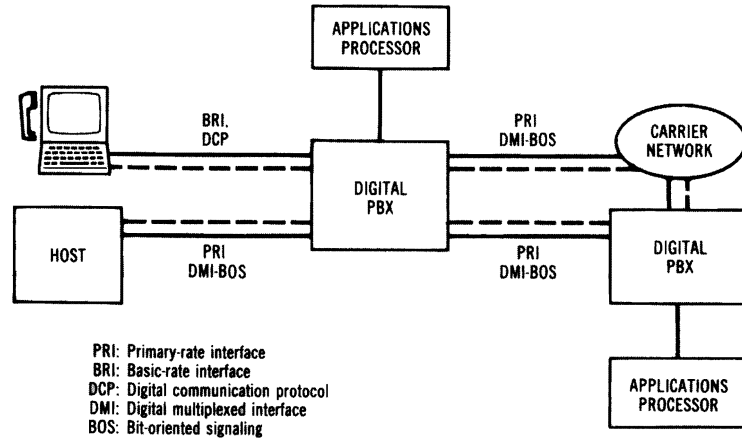 APPLICATIONS
PROCESSOR
BRI,
DCP
PRI
DMI-BOS
CARRIER
NETWORK
DIGITAL
PBX
HOST
PRI
DMI-BOS
PRI
DMI-BOS
DIGITAL
PBX
APPLICATIONS
PROCESSOR
PRI: Primary-rate interface
BRI: Basic-rate interface
DCP: Digital communication protocol
DMI: Digital multiplexed interface
BOS: Bit-oriented signaling